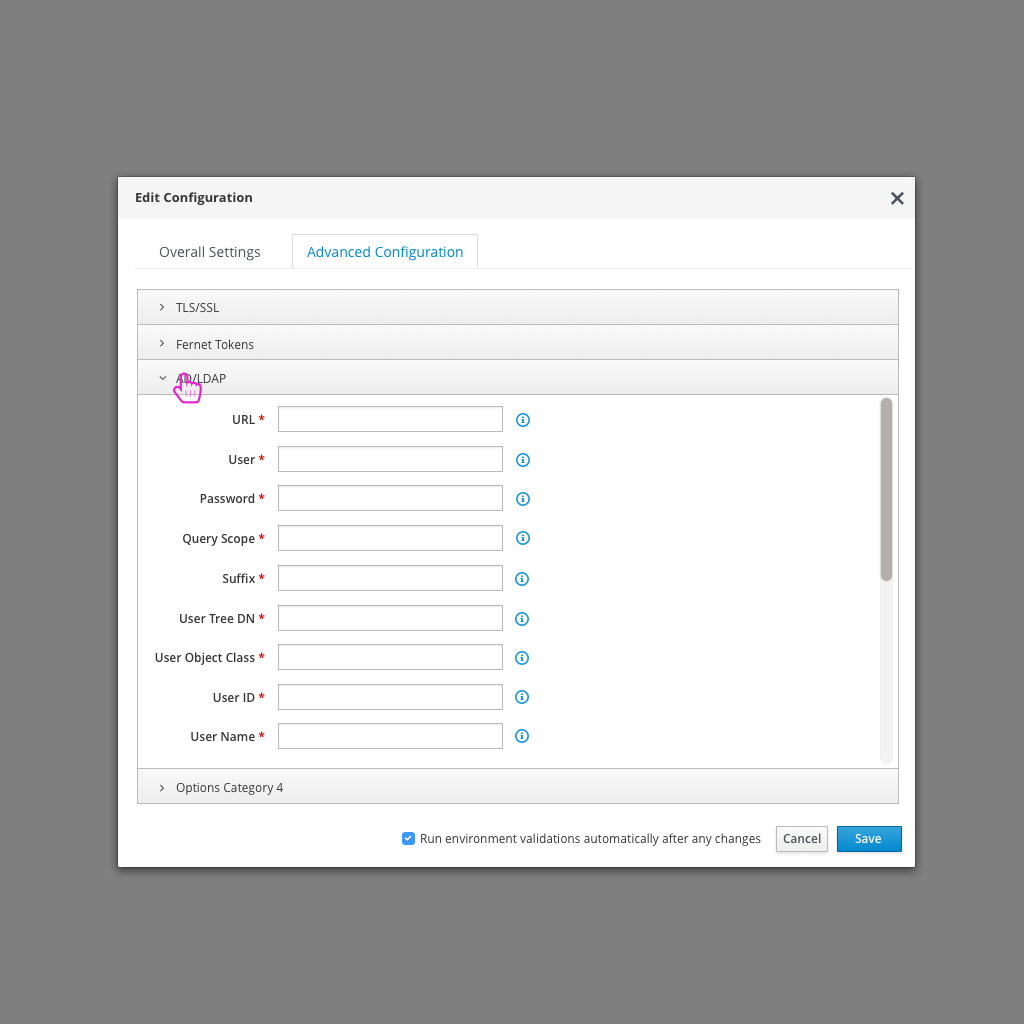 Edit Configuration
Overall Settings
Advanced Configuration
TLS/SSL
Fernet Tokens
AD/LDAP
URL *
User *
Password *
Query Scope *
Suffix *
User Tree DN *
User Object Class *
User ID *
User Name *
Options Category 4
Run environment validations automatically after any changes
Cancel
Save